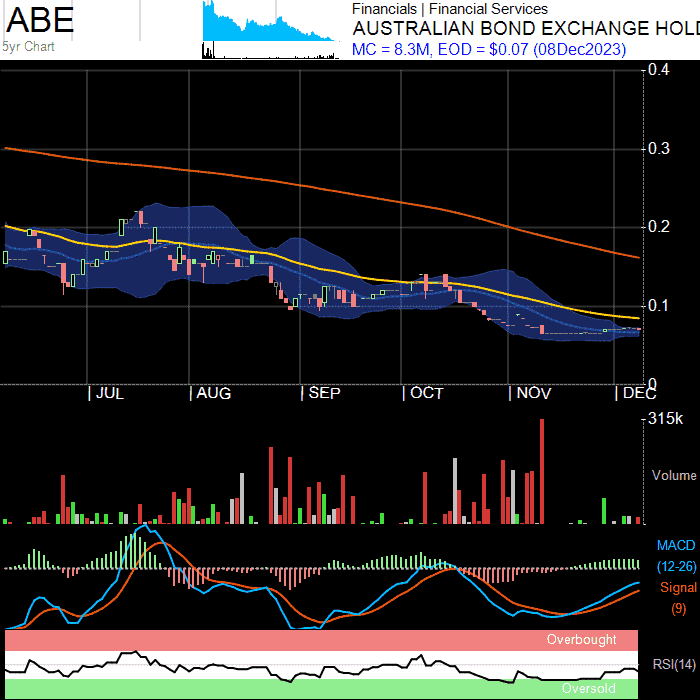 ABE
5yr Chart
Financials | Financial Services
AUSTRALIAN BOND EXCHANGE HOLD
MC = 8.3M, EOD = $0.07 (08Dec2023)
0.4
0.3
0.2
0.1
0
| JUL
| AUG
| SEP
| OCT
| NOV
| DEC
315k
Volume
MACD
(12-26)
Signal
(9)
Overbought
RSI(14)
Oversold